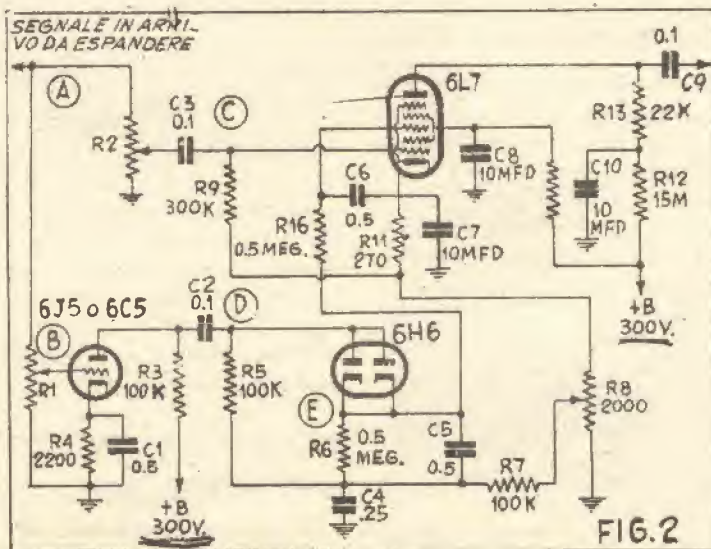 SEGNALE IN ARRI-
VO DA ESPANDERE
A
R2
C3
0.1
C
R9
300K
6L7
C6
0.5
R16
0.5 MEG.
R11
270
C7
10MFD
C8
10MFD
0.1
C9
R13
22K
C10
10
MFD
R12
15M
+B
300V.
6J5 o 6C5
B
R1
R4
2200
C1
0.5
R3
100K
+B
300V.
C2
0.1
D
R5
100K
6H6
E
R6
0.5
MEG.
C5
0.5
C4
.25
R7
100K
R8
2000
FIG.2